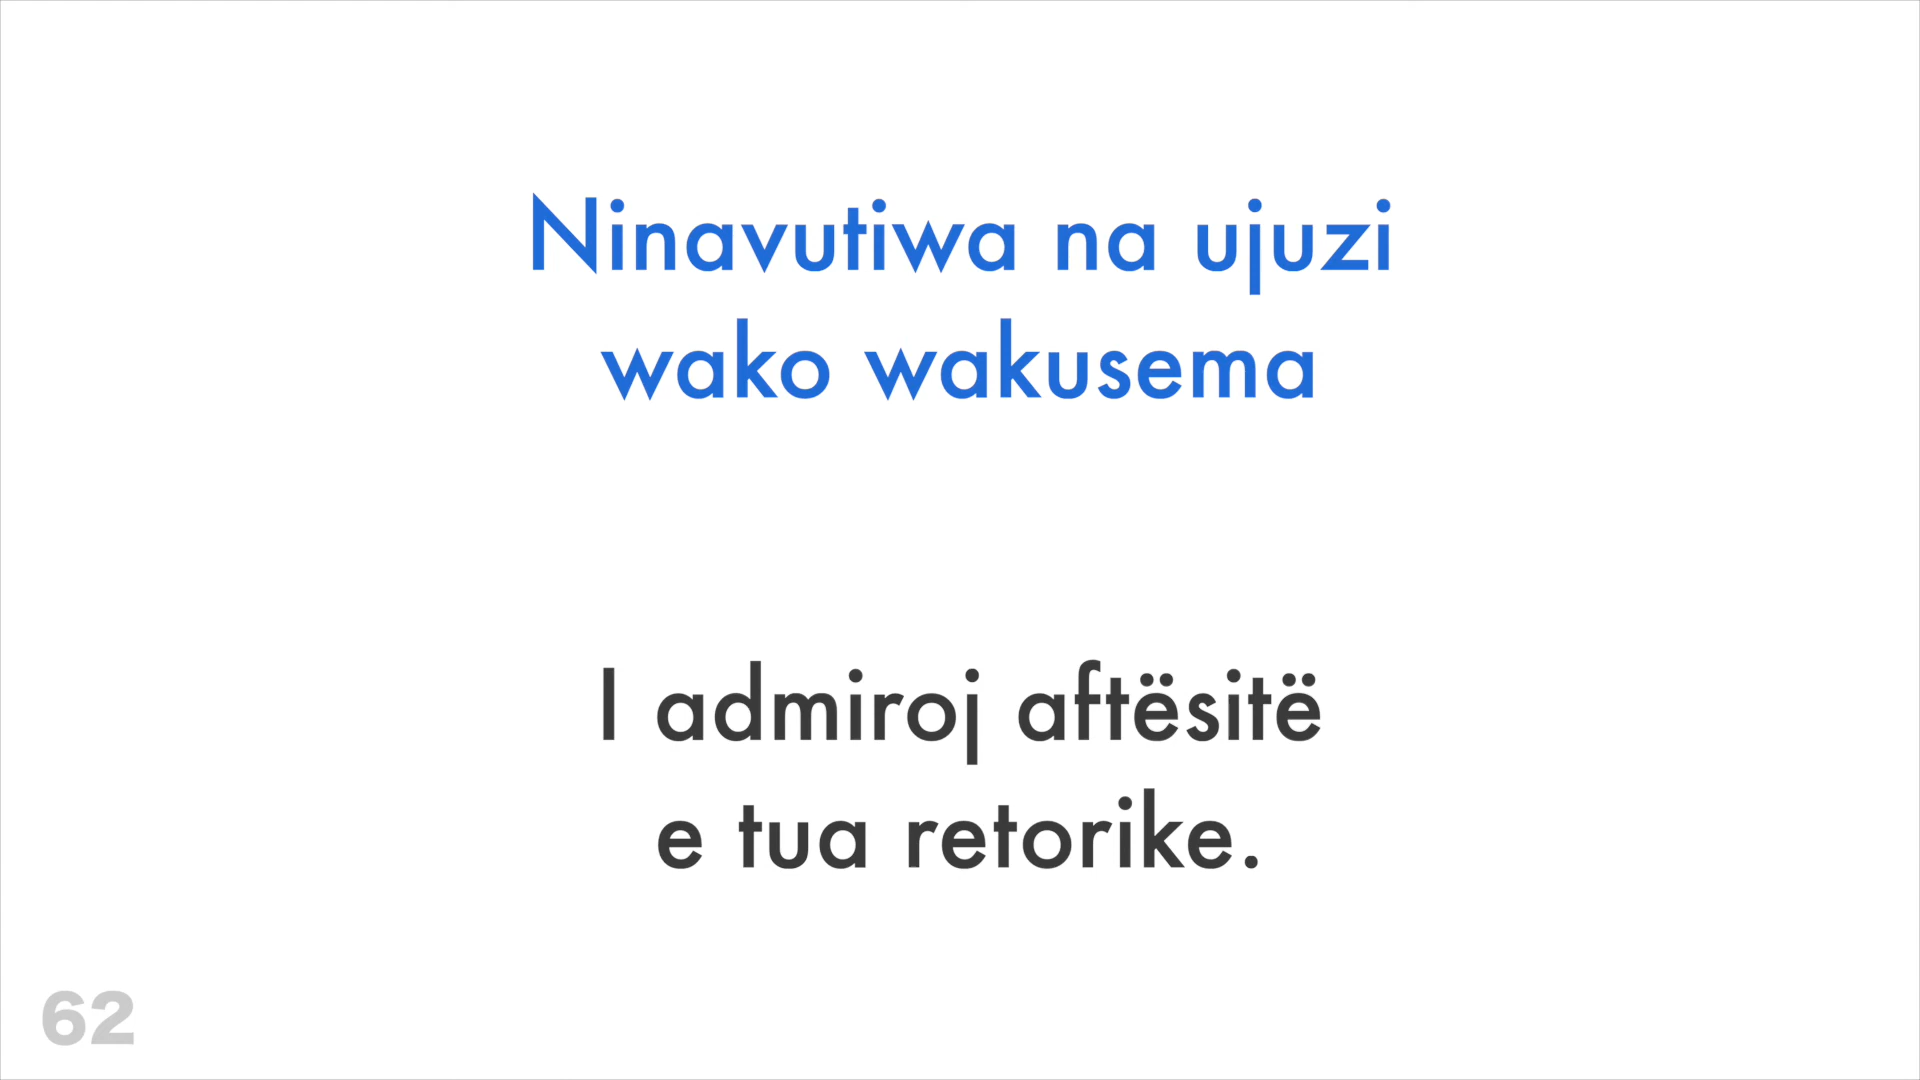 Ninavutiwa na ujuzi
wako wakusema
I admiroj aftësitë
e tua retorike.
62